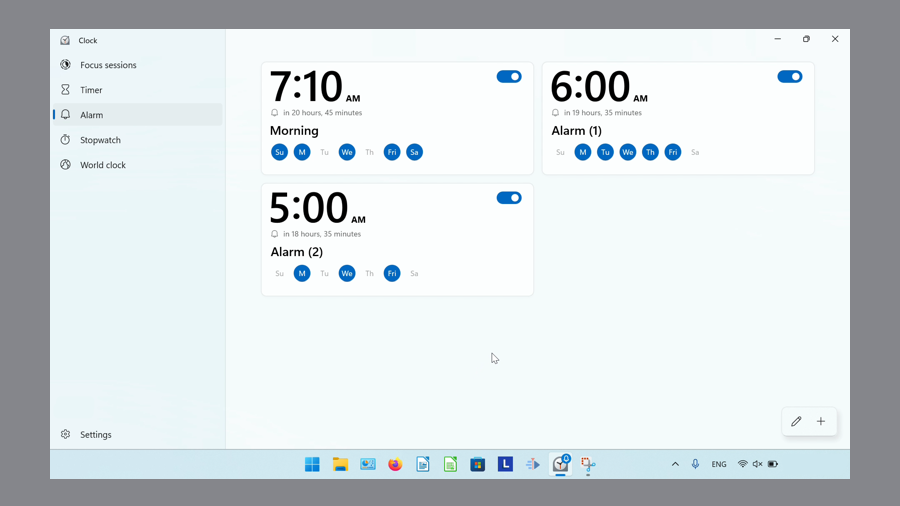 Clock
Focus sessions
Timer
Alarm
Stopwatch
World clock
Settings
7:10 AM
in 20 hours, 45 minutes
Morning
Su M Tu We Th Fri Sa
6:00 AM
in 19 hours, 35 minutes
Alarm (1)
Su M Tu We Th Fri Sa
5:00 AM
in 18 hours, 35 minutes
Alarm (2)
Su M Tu We Th Fri Sa
L
ENG